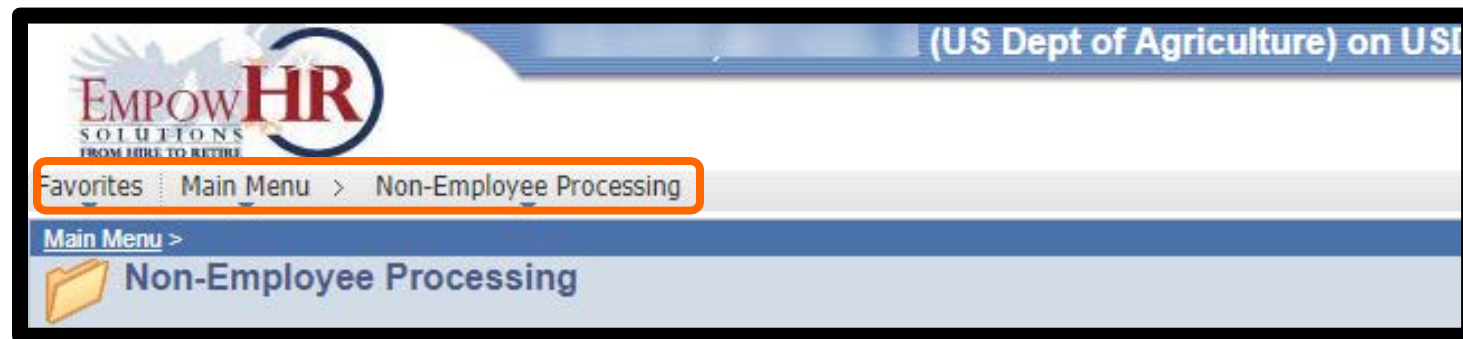 (US Dept of Agriculture) on USD
EMPOWHR
SOLUTIONS
FROM HIRE TO RETIRE
Favorites Main Menu > Non-Employee Processing
Main Menu >
Non-Employee Processing